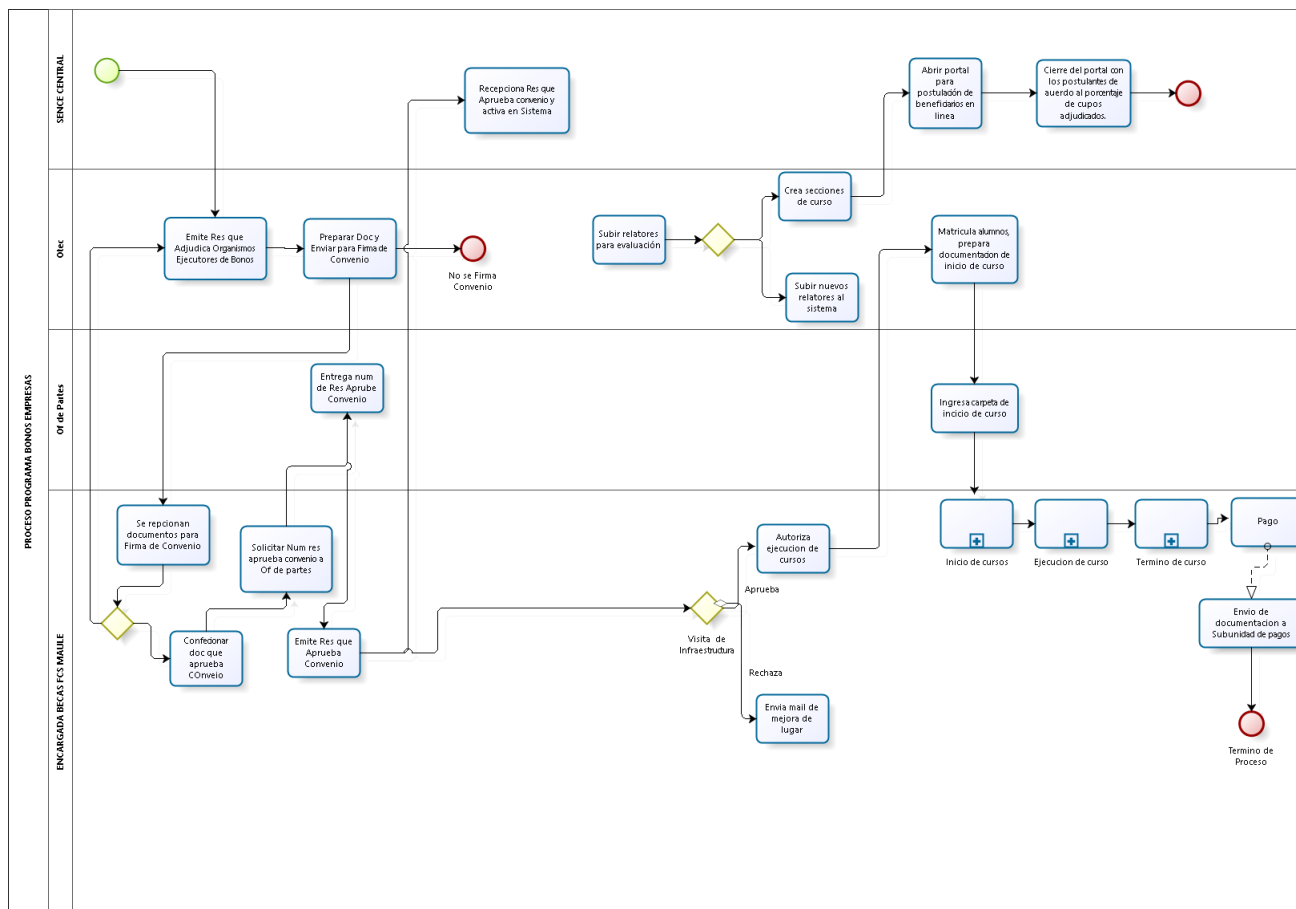 PROCESO PROGRAMA BONOS EMPRESAS
SENCE CENTRAL
Recepciona Res que
Aprueba convenio y
activa en Sistema
Abrir portal
para
postulación de
beneficiarios en
linea
Cierre del portal con
los postulantes de
auerdo al porcentaje
de cupos
adjudicados.
Otec
Emite Res que
Adjudica Organismos
Ejecutores de Bonos
Preparar Doc y
Enviar para Firma de
Convenio
No se Firma
Convenio
Subir relatores
para evaluación
Crea secciones
de curso
Subir nuevos
relatores al
sistema
Matricula alumnos,
prepara
documentacion de
inicio de curso
Of de Partes
Entrega num
de Res Aprube
Convenio
Ingresa carpeta de
incicio de curso
ENCARGADA BECAS FCS MAULE
Se repcionan
documentos para
Firma de Convenio
Solicitar Num res
aprueba convenio a
Of de partes
Confedonar
doc que
aprueba
COnveio
Emite Res que
Aprueba
Convenio
Visita de
Infraestructura
Aprueba
Rechaza
Autoriza
ejecucion de
cursos
Envia mail de
mejora de
lugar
Inicio de cursos
Ejecucion de curso
Termino de curso
Pago
Envio de
documentacion a
Subunidad de pagos
Termino de
Proceso